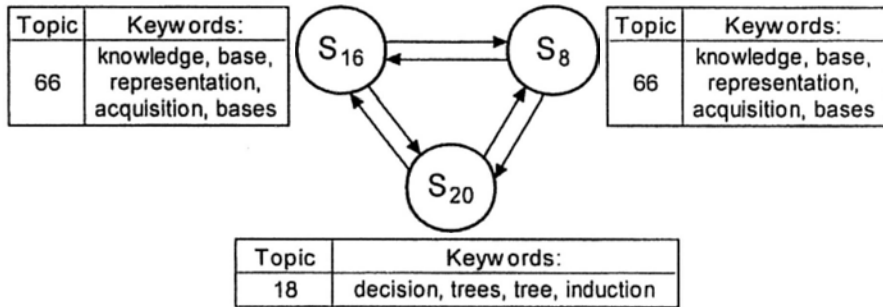 Topic Keywords:
66 knowledge, base,
representation,
acquisition, bases
S16
S8
Topic Keywords:
66 knowledge, base,
representation,
acquisition, bases
S20
Topic Keywords:
18 decision, trees, tree, induction